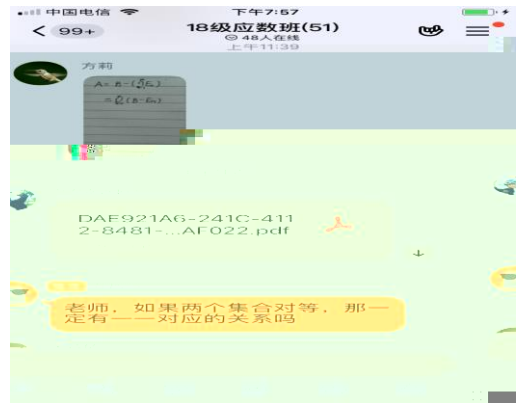 中国电信 下午7:57
< 99+ 18级应数班(51)
48人在线
上午11:39
方莉
DAE921A6-241C-411
2-8481-...AF022.pdf
老师，如果两个集合对等，那一
定有一一对应的关系吗